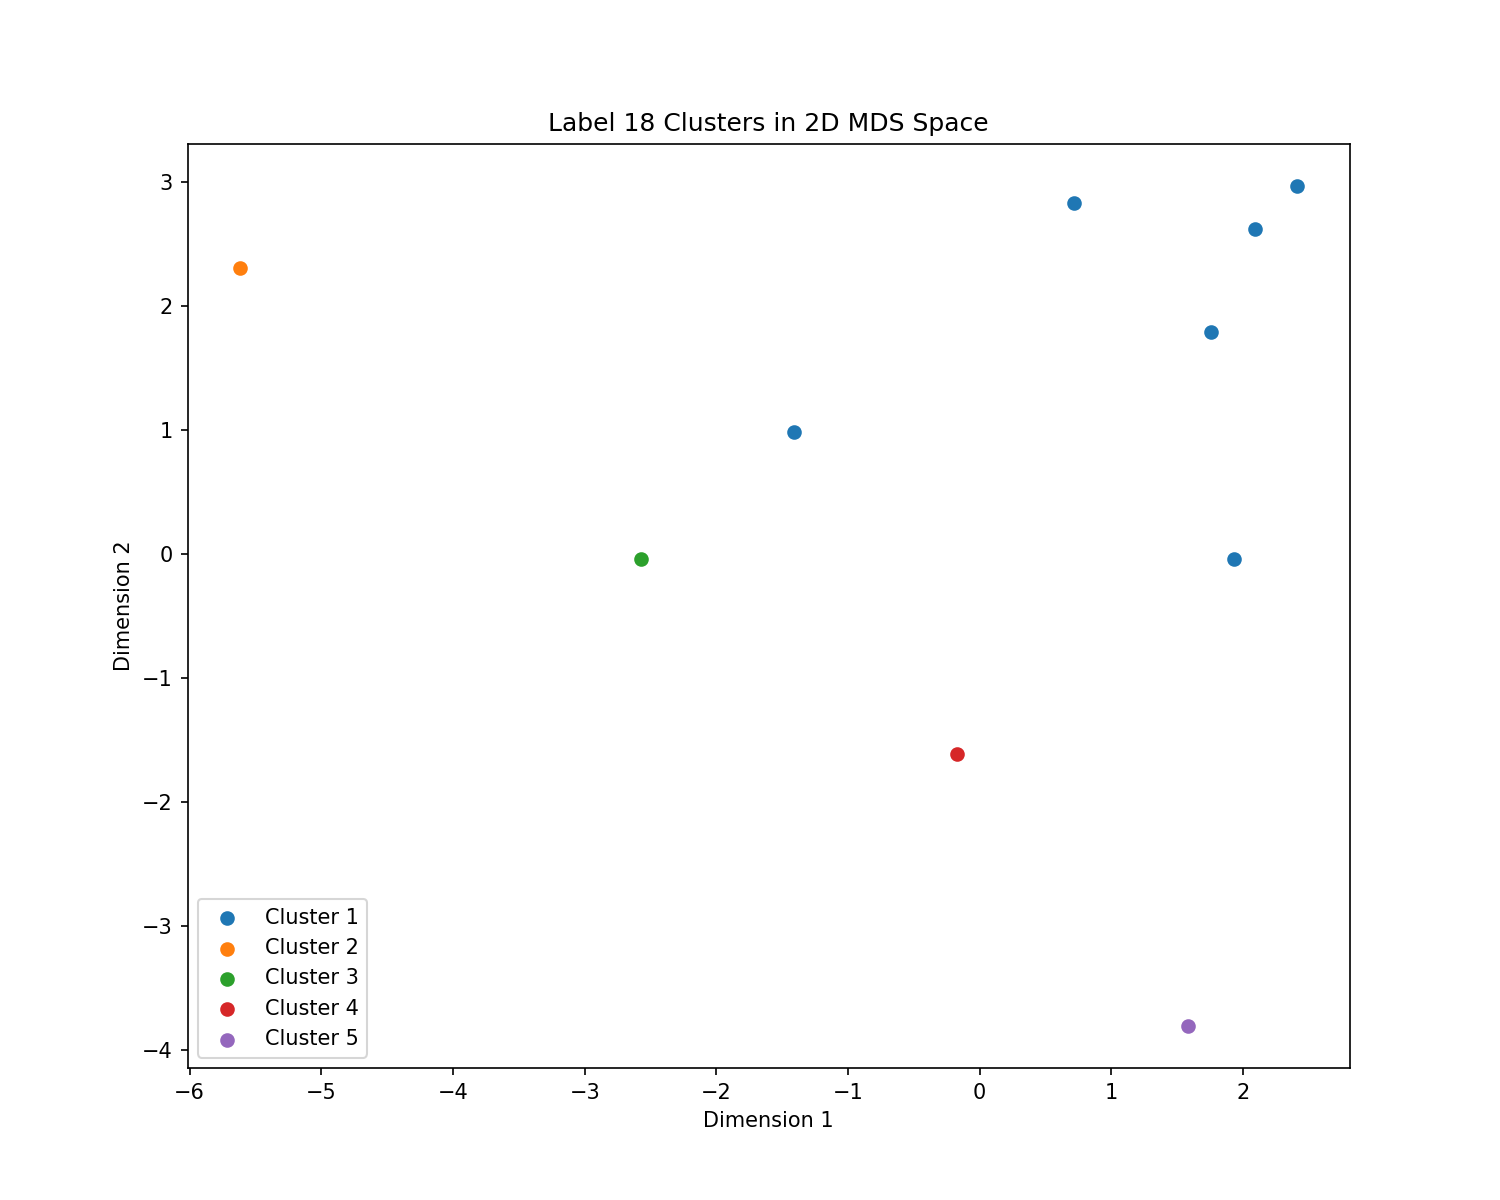 Label 18 Clusters in 2D MDS Space
3
2
1
0
−1
−2
−3
−4
Dimension 2
Cluster 1
Cluster 2
Cluster 3
Cluster 4
Cluster 5
−6 −5 −4 −3 −2 −1 0 1 2
Dimension 1